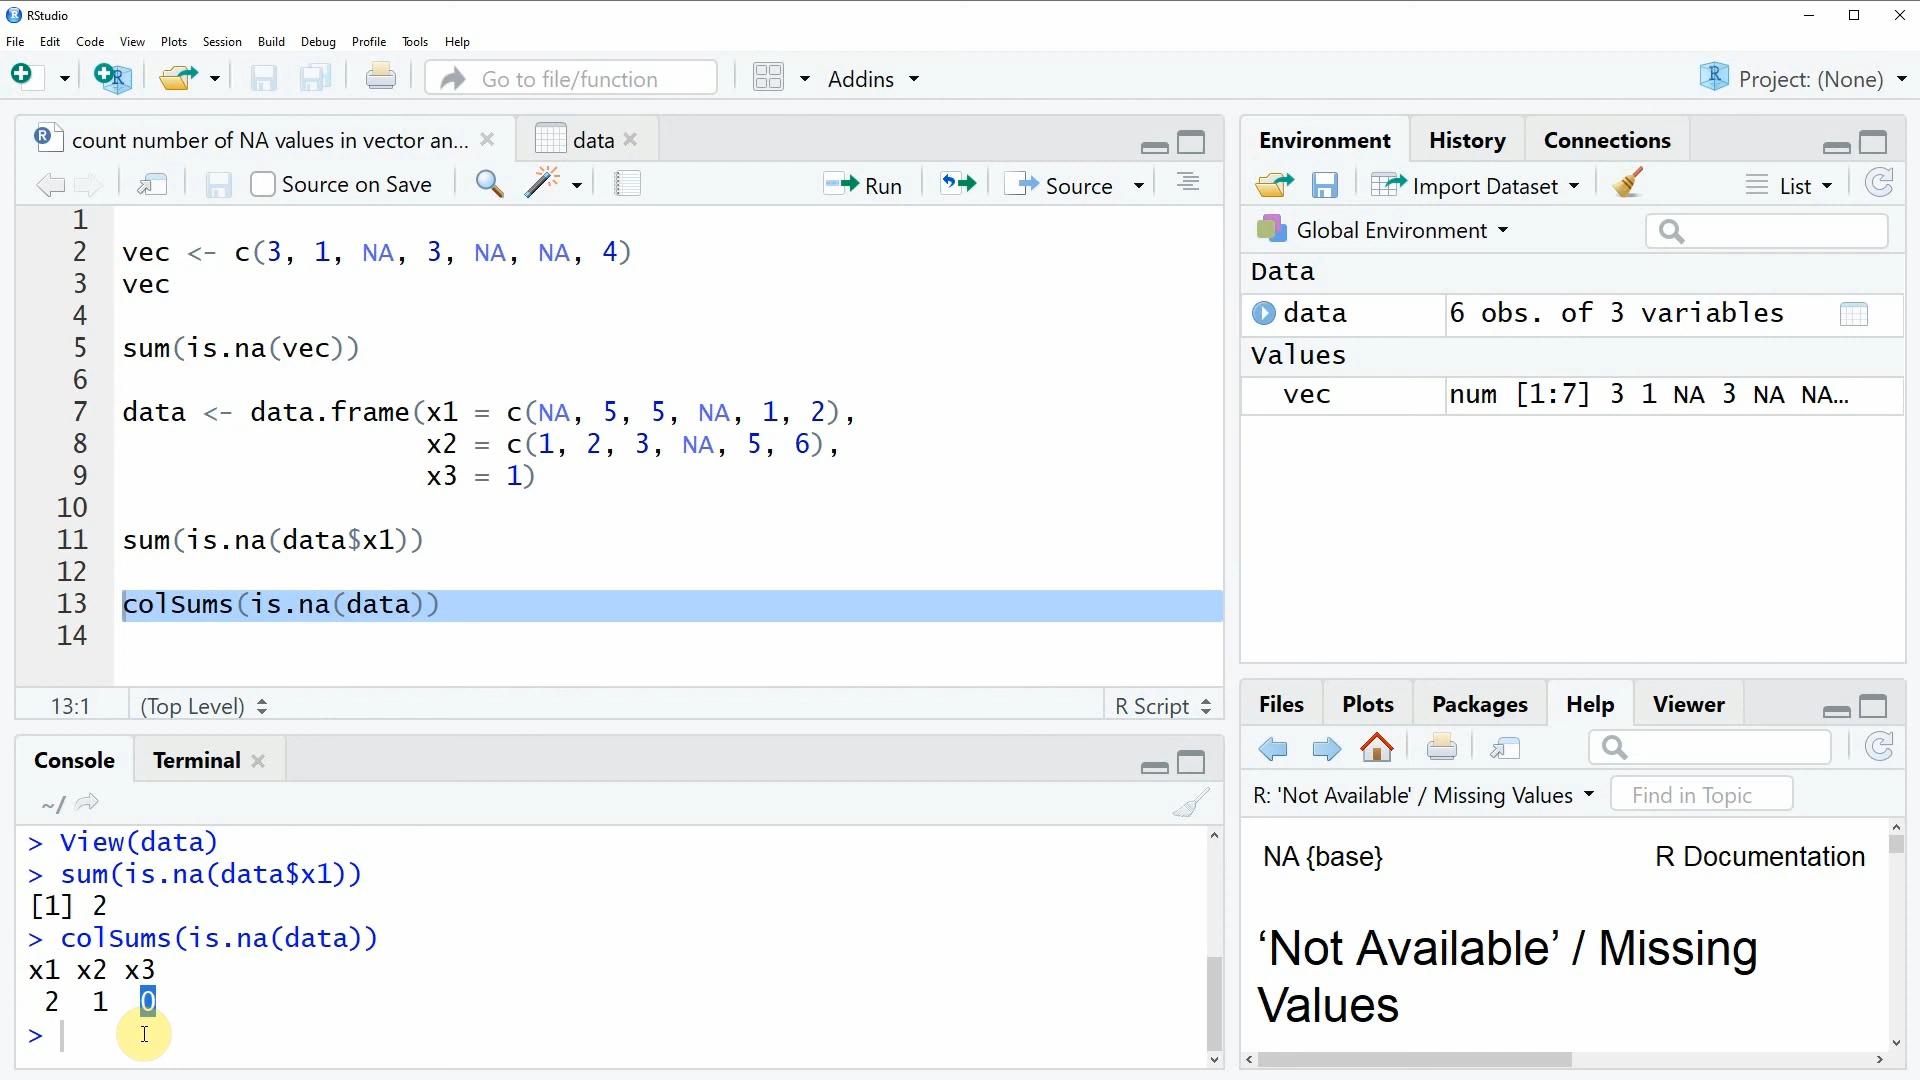 RStudio
File Edit Code View Plots Session Build Debug Profile Tools Help
Go to file/function Addins Project: (None)
count number of NA values in vector an... data
Source on Save Run Source
1
2 vec <- c(3, 1, NA, 3, NA, NA, 4)
3 vec
4
5 sum(is.na(vec))
6
7 data <- data.frame(x1 = c(NA, 5, 5, NA, 1, 2),
8 x2 = c(1, 2, 3, NA, 5, 6),
9 x3 = 1)
10
11 sum(is.na(data$x1))
12
13 colSums(is.na(data))
14
13:1 (Top Level) R Script
Console Terminal
~/
> View(data)
> sum(is.na(data$x1))
[1] 2
> colSums(is.na(data))
x1 x2 x3
2 1 0
>
Environment History Connections
Import Dataset List
Global Environment
Data
data 6 obs. of 3 variables
Values
vec num [1:7] 3 1 NA 3 NA NA...
Files Plots Packages Help Viewer
R: 'Not Available' / Missing Values Find in Topic
NA {base} R Documentation
‘Not Available’ / Missing
Values